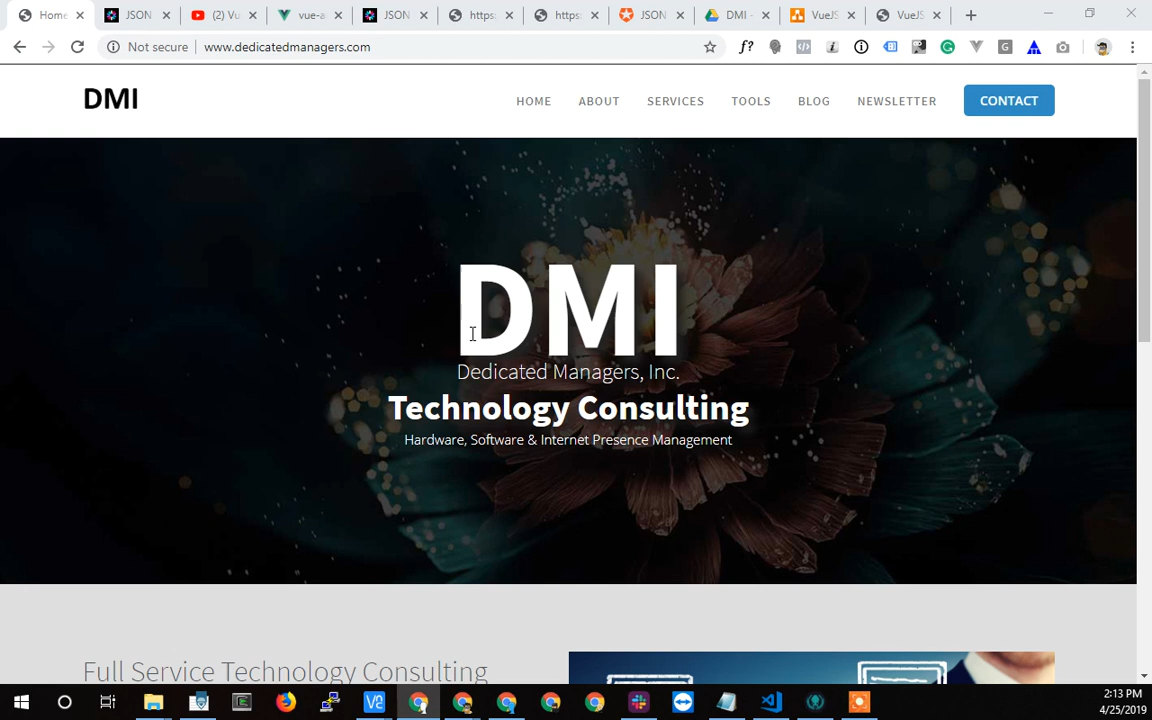 Home
JSON
(2) Vu
vue-a
JSON
https:
https:
JSON
DMI -
VueJS
VueJS
Not secure
www.dedicatedmanagers.com
f?
DMI
HOME
ABOUT
SERVICES
TOOLS
BLOG
NEWSLETTER
CONTACT
DMI
Dedicated Managers, Inc.
Technology Consulting
Hardware, Software & Internet Presence Management
Full Service Technology Consulting
2:13 PM
4/25/2019